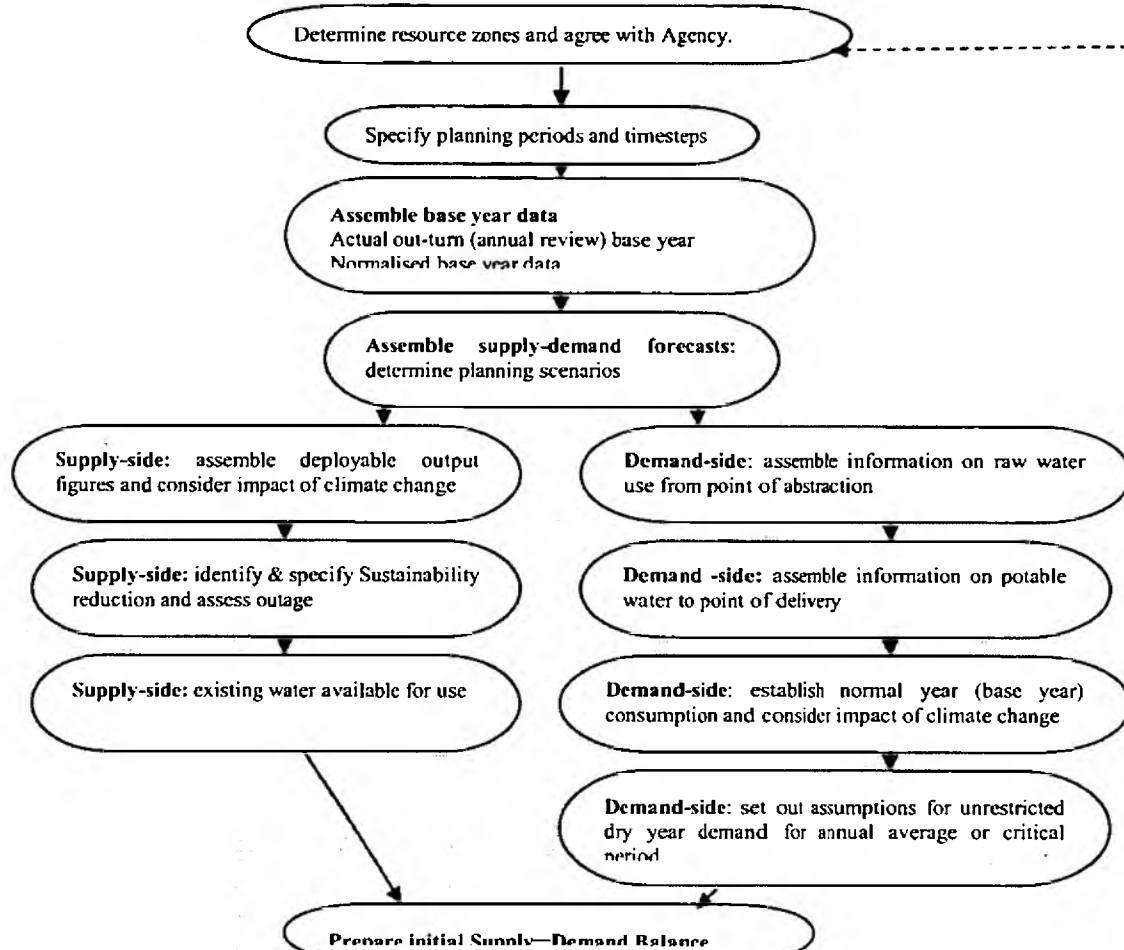 Determine resource zones and agree with Agency.
Specify planning periods and timesteps
Assemble base year data
Actual out-turn (annual review) base year
Normalised base year data
Assemble supply-demand forecasts:
determine planning scenarios
Supply-side: assemble deployable output
figures and consider impact of climate change
Supply-side: identify & specify Sustainability
reduction and assess outage
Supply-side: existing water available for use
Demand-side: assemble information on raw water
use from point of abstraction
Demand -side: assemble information on potable
water to point of delivery
Demand-side: establish normal year (base year)
consumption and consider impact of climate change
Demand-side: set out assumptions for unrestricted
dry year demand for annual average or critical
period
Prepare initial Supply—Demand Balance